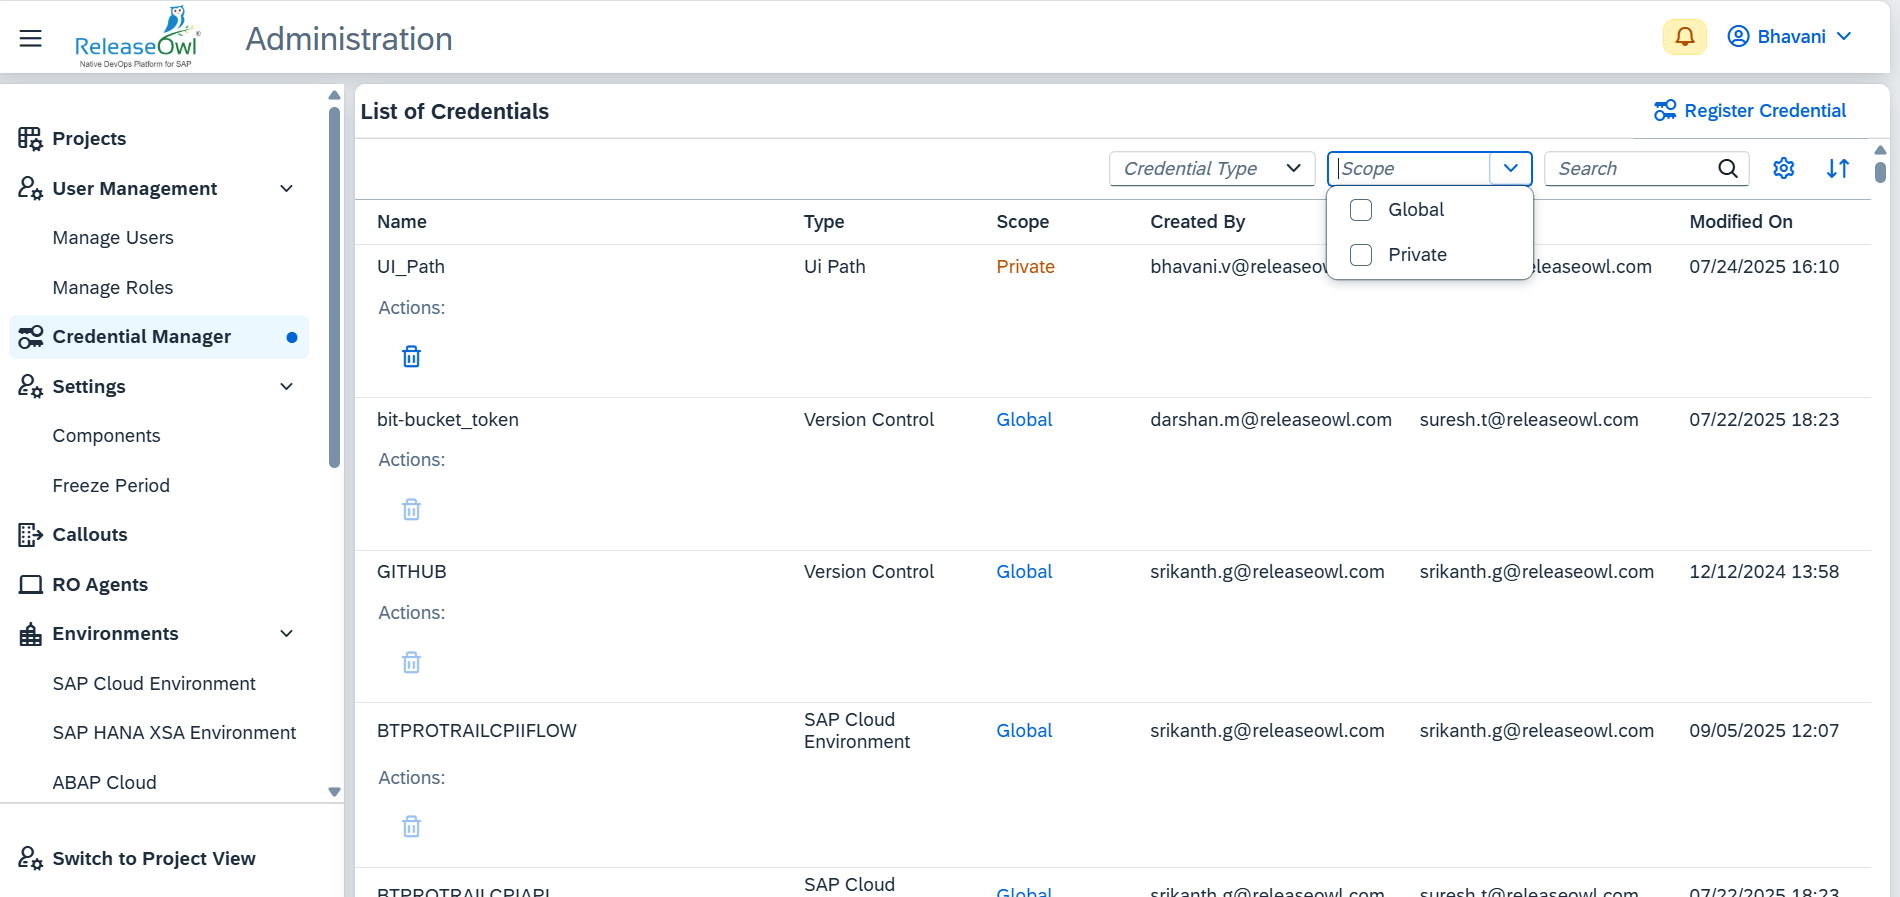 ReleaseOwl
Native DevOps Platform for SAP
Administration
Bhavani
Projects
User Management
Manage Users
Manage Roles
Credential Manager
Settings
Components
Freeze Period
Callouts
RO Agents
Environments
SAP Cloud Environment
SAP HANA XSA Environment
ABAP Cloud
Switch to Project View
List of Credentials
Register Credential
Credential Type
Scope
Search
Global
Private
Name Type Scope Created By Modified On
UI_Path Ui Path Private bhavani.v@releaseow eleaseowl.com 07/24/2025 16:10
Actions:
bit-bucket_token Version Control Global darshan.m@releaseowl.com suresh.t@releaseowl.com 07/22/2025 18:23
Actions:
GITHUB Version Control Global srikanth.g@releaseowl.com srikanth.g@releaseowl.com 12/12/2024 13:58
Actions:
BTPROTRAILCPIIFLOW SAP Cloud Environment Global srikanth.g@releaseowl.com srikanth.g@releaseowl.com 09/05/2025 12:07
Actions:
BTPROTRAILCPIAPI SAP Cloud Global srikanth.g@releaseowl.com suresh.t@releaseowl.com 07/22/2025 18:23